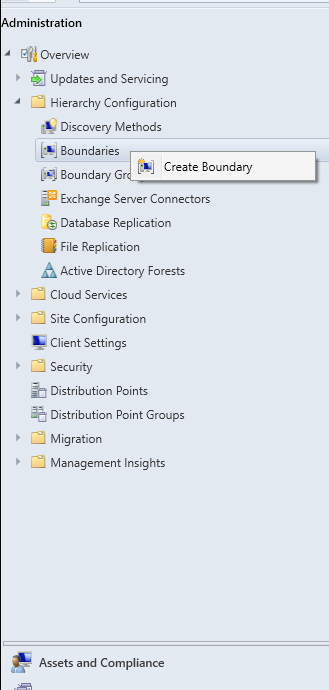 Administration
Overview
Updates and Servicing
Hierarchy Configuration
Discovery Methods
Boundaries
Create Boundary
Boundary Gro
Exchange Server Connectors
Database Replication
File Replication
Active Directory Forests
Cloud Services
Site Configuration
Client Settings
Security
Distribution Points
Distribution Point Groups
Migration
Management Insights
Assets and Compliance